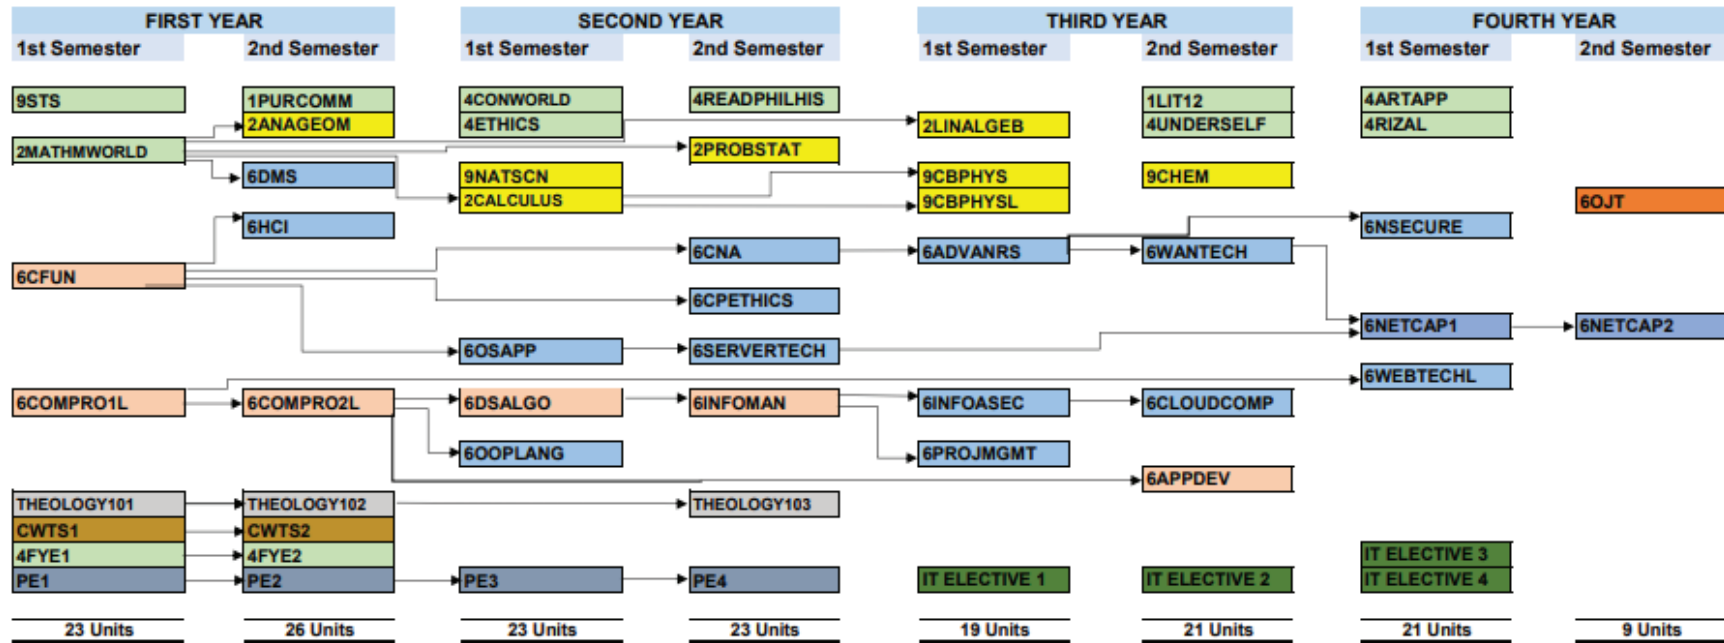 FIRST YEAR SECOND YEAR THIRD YEAR FOURTH YEAR
1st Semester 2nd Semester 1st Semester 2nd Semester 1st Semester 2nd Semester 1st Semester 2nd Semester
9STS 1PURCOMM 4CONWORLD 4READPHILHIS 1LIT12 4ARTAPP
2ANAGEOM 4ETHICS 2LINALGEB 4UNDERSELF 4RIZAL
2MATHMWORLD 2PROBSTAT
6DMS 9NATSCN 9CBPHYS 9CHEM
2CALCULUS 9CBPHYSL 6OJT
6HCI 6NSECURE
6CNA 6ADVANRS 6WANTECH
6CFUN
6CPETHICS
6NETCAP1 6NETCAP2
6OSAPP 6SERVERTECH
6WEBTECHL
6COMPRO1L 6COMPRO2L 6DSALGO 6INFOMAN 6INFOASEC 6CLOUDCOMP
6OOPLANG 6PROJMGMT
6APPDEV
THEOLOGY101 THEOLOGY102 THEOLOGY103
CWTS1 CWTS2
4FYE1 4FYE2 IT ELECTIVE 3
PE1 PE2 PE3 PE4 IT ELECTIVE 1 IT ELECTIVE 2 IT ELECTIVE 4
23 Units 26 Units 23 Units 23 Units 19 Units 21 Units 21 Units 9 Units